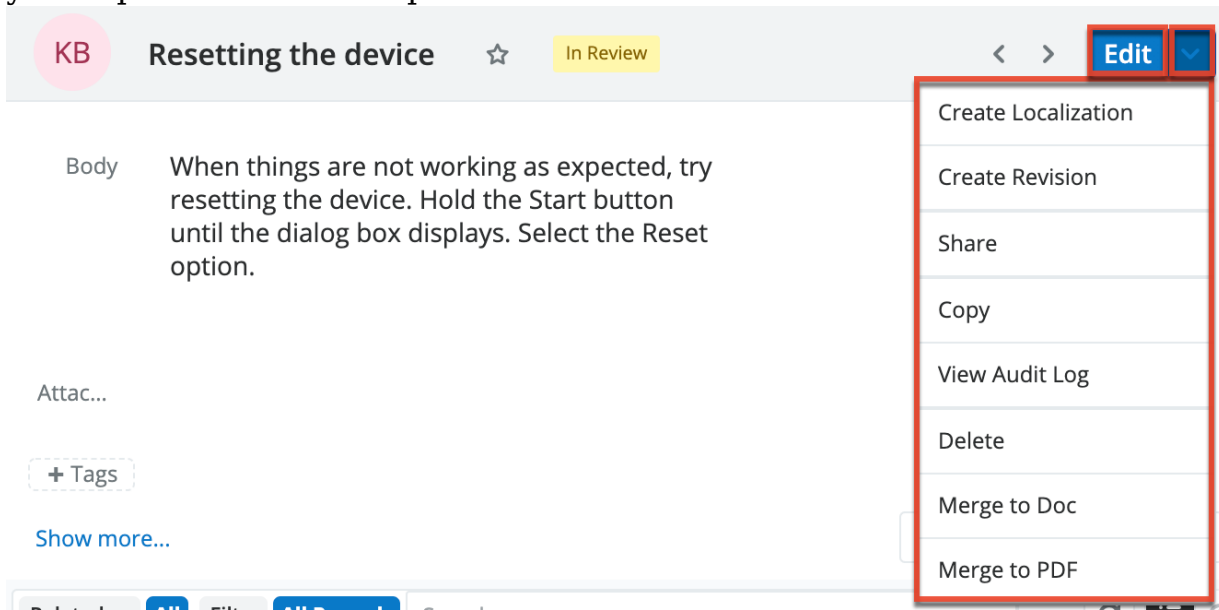 KB Resetting the device In Review Edit
Create Localization
Body When things are not working as expected, try
Create Revision
resetting the device. Hold the Start button
until the dialog box displays. Select the Reset
Share
option.
Copy
View Audit Log
Attac...
Delete
+ Tags
Merge to Doc
Show more...
Merge to PDF
All